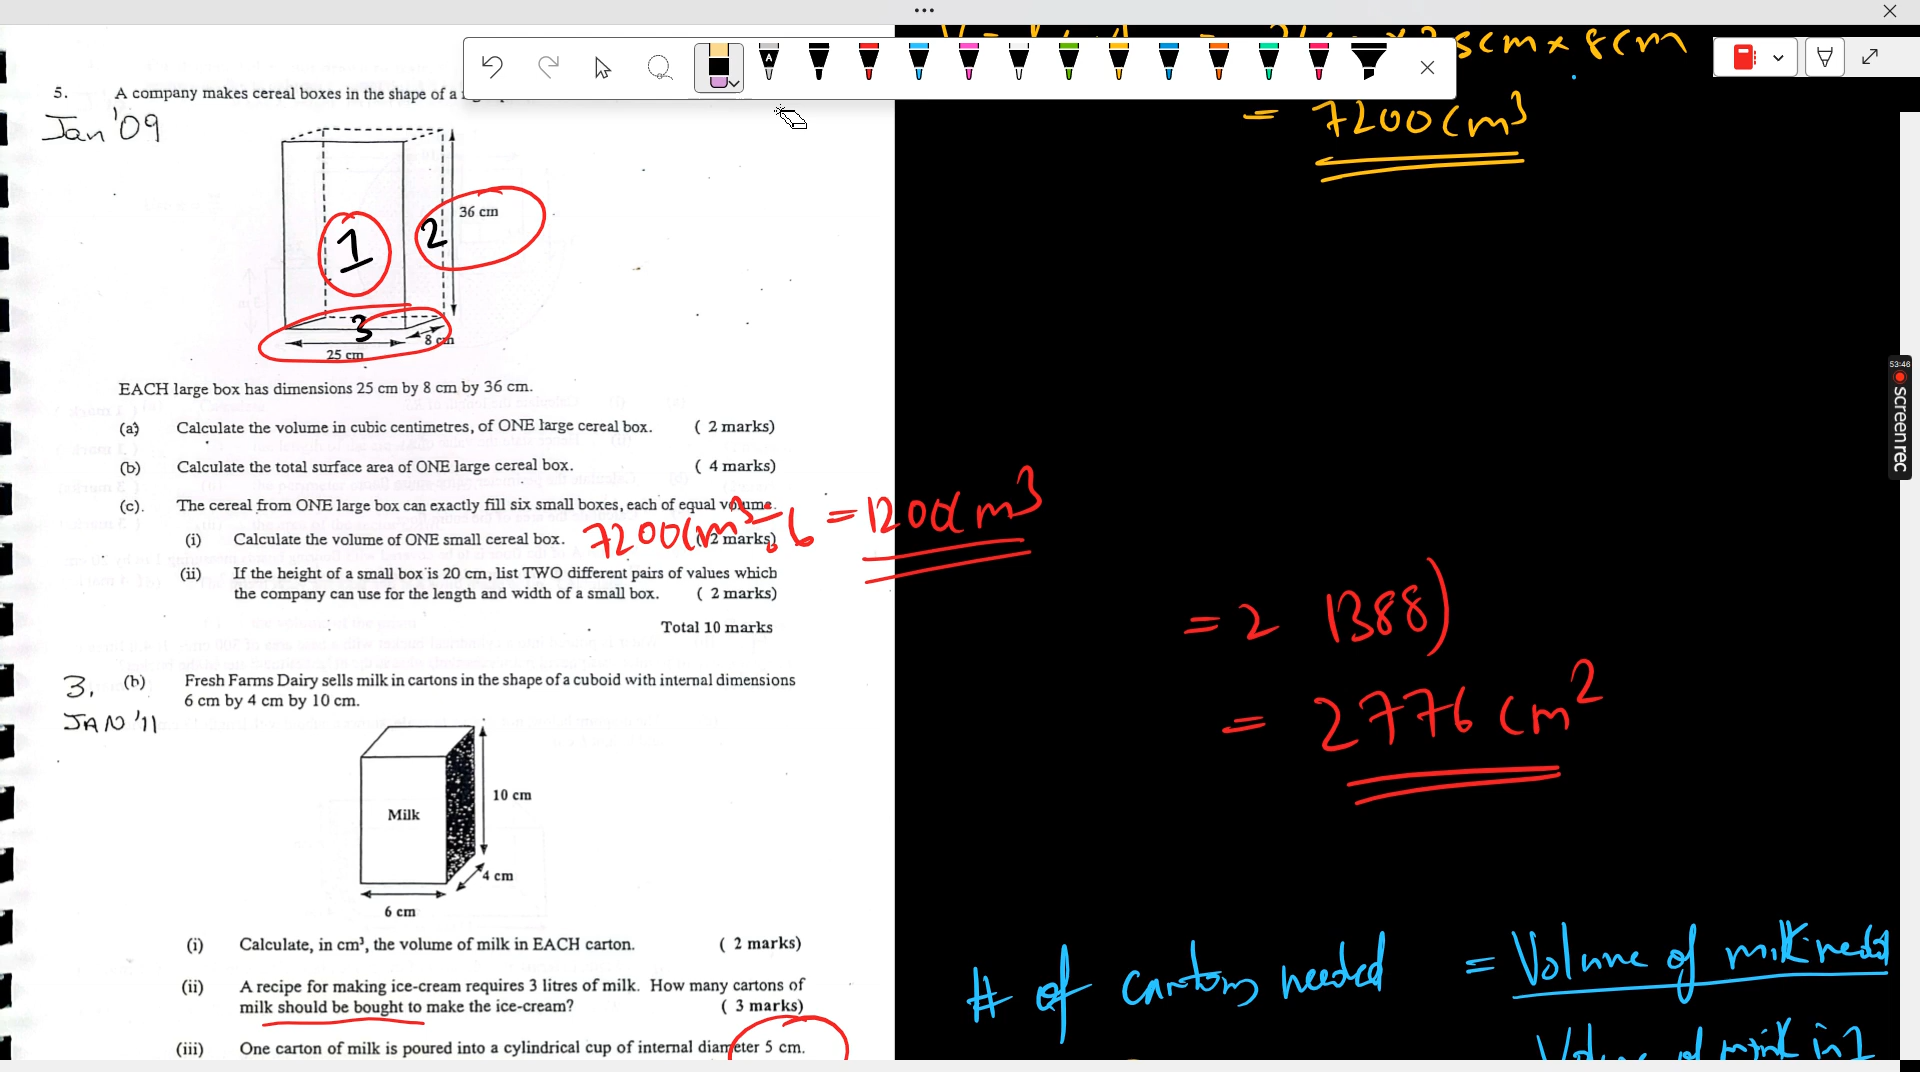 5cm x 8cm
= 7200cm³
5. A company makes cereal boxes in the shape of a
Jan '09
36 cm
1
2
3
8 cm
25 cm
EACH large box has dimensions 25 cm by 8 cm by 36 cm.
(a) Calculate the volume in cubic centimetres, of ONE large cereal box. ( 2 marks)
(b) Calculate the total surface area of ONE large cereal box. ( 4 marks)
(c). The cereal from ONE large box can exactly fill six small boxes, each of equal volume.
7200cm³ ÷ 6 = 1200cm³
(i) Calculate the volume of ONE small cereal box. ( 2 marks)
(ii) If the height of a small box is 20 cm, list TWO different pairs of values which
the company can use for the length and width of a small box. ( 2 marks)
Total 10 marks
= 2 1388)
= 2776 cm²
3. (b) Fresh Farms Dairy sells milk in cartons in the shape of a cuboid with internal dimensions
6 cm by 4 cm by 10 cm.
JAN '11
10 cm
Milk
4 cm
6 cm
(i) Calculate, in cm³, the volume of milk in EACH carton. ( 2 marks)
(ii) A recipe for making ice-cream requires 3 litres of milk. How many cartons of
milk should be bought to make the ice-cream? ( 3 marks)
(iii) One carton of milk is poured into a cylindrical cup of internal diameter 5 cm.
# of cartons needed = Volume of milk needed
Volume of milk in 1
53:46
screenrec